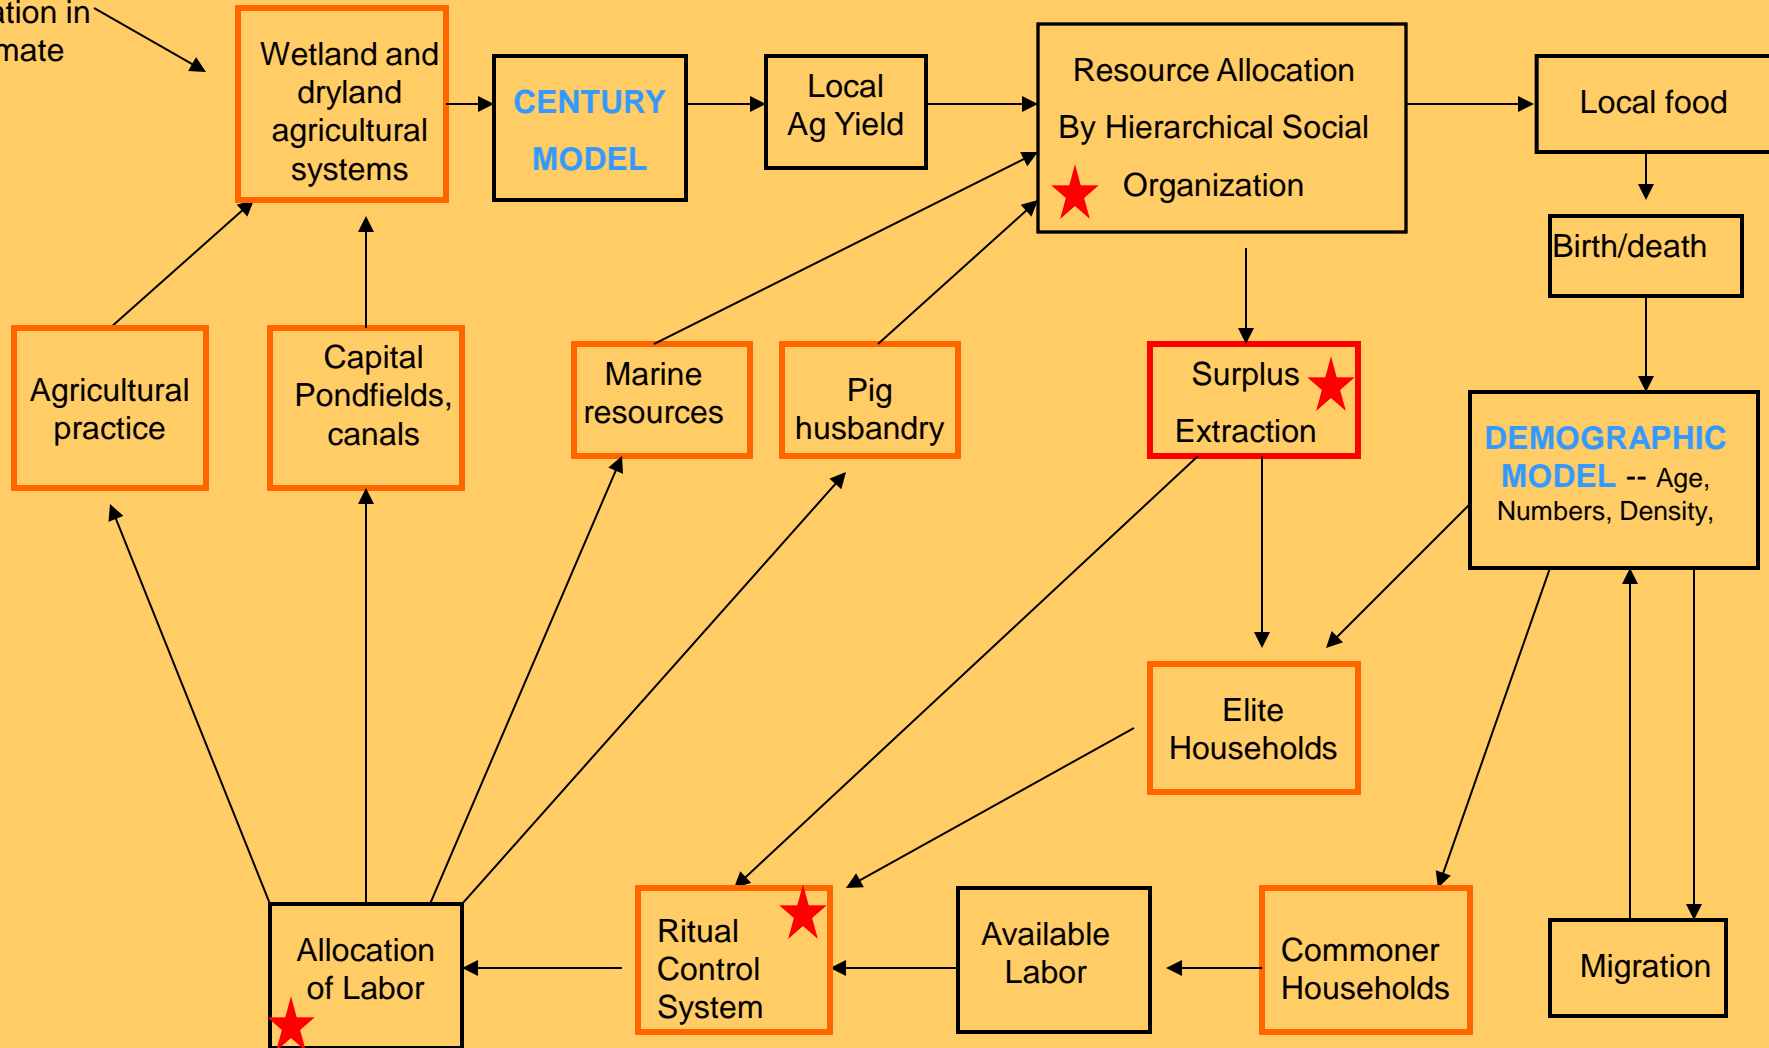 in
Wetland and
dryland
agricultural
systems
CENTURY
MODEL
Local
Ag Yield
Resource Allocation
By Hierarchical Social
Organization
Local food
Birth/death
Agricultural
practice
Capital
Pondfields,
canals
Marine
resources
Pig
husbandry
Surplus
Extraction
DEMOGRAPHIC
MODEL -- Age,
Numbers, Density,
Elite
Households
Allocation
of Labor
Ritual
Control
System
Available
Labor
Commoner
Households
Migration